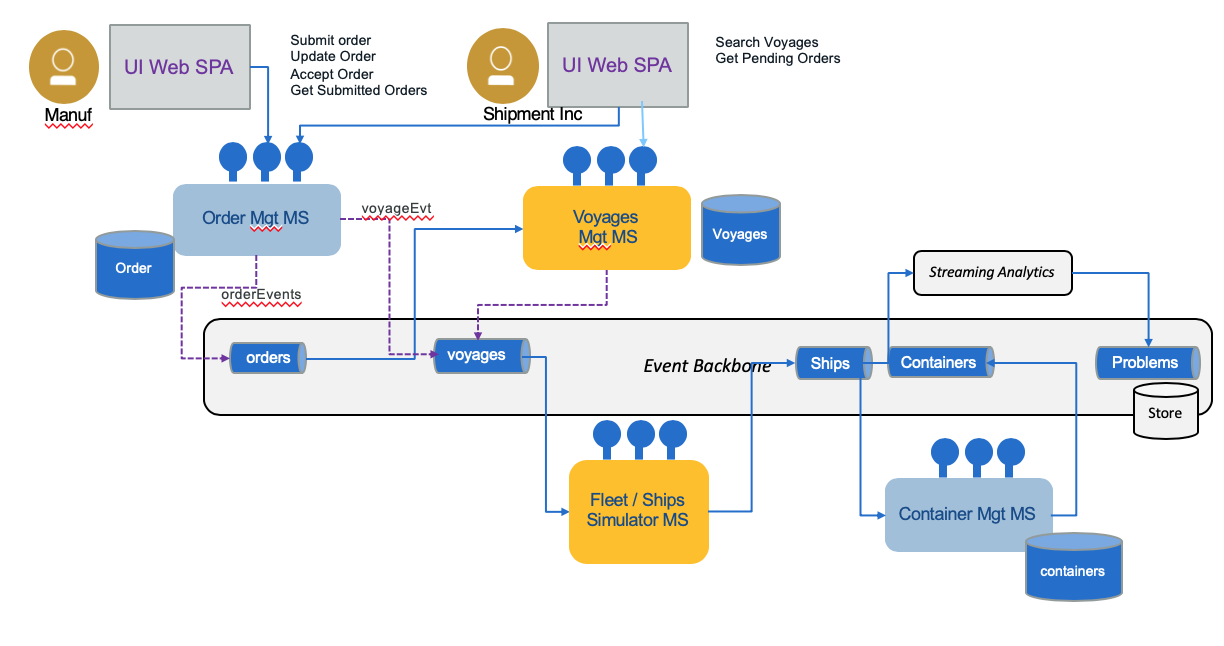 UI Web SPA
Manuf
Submit order
Update Order
Accept Order
Get Submitted Orders
UI Web SPA
Shipment Inc
Search Voyages
Get Pending Orders
Order Mgt MS
Order
voyageEvt
orderEvents
Voyages
Mgt MS
Voyages
Streaming Analytics
orders
voyages
Event Backbone
Ships
Containers
Problems
Store
Fleet / Ships
Simulator MS
Container Mgt MS
containers